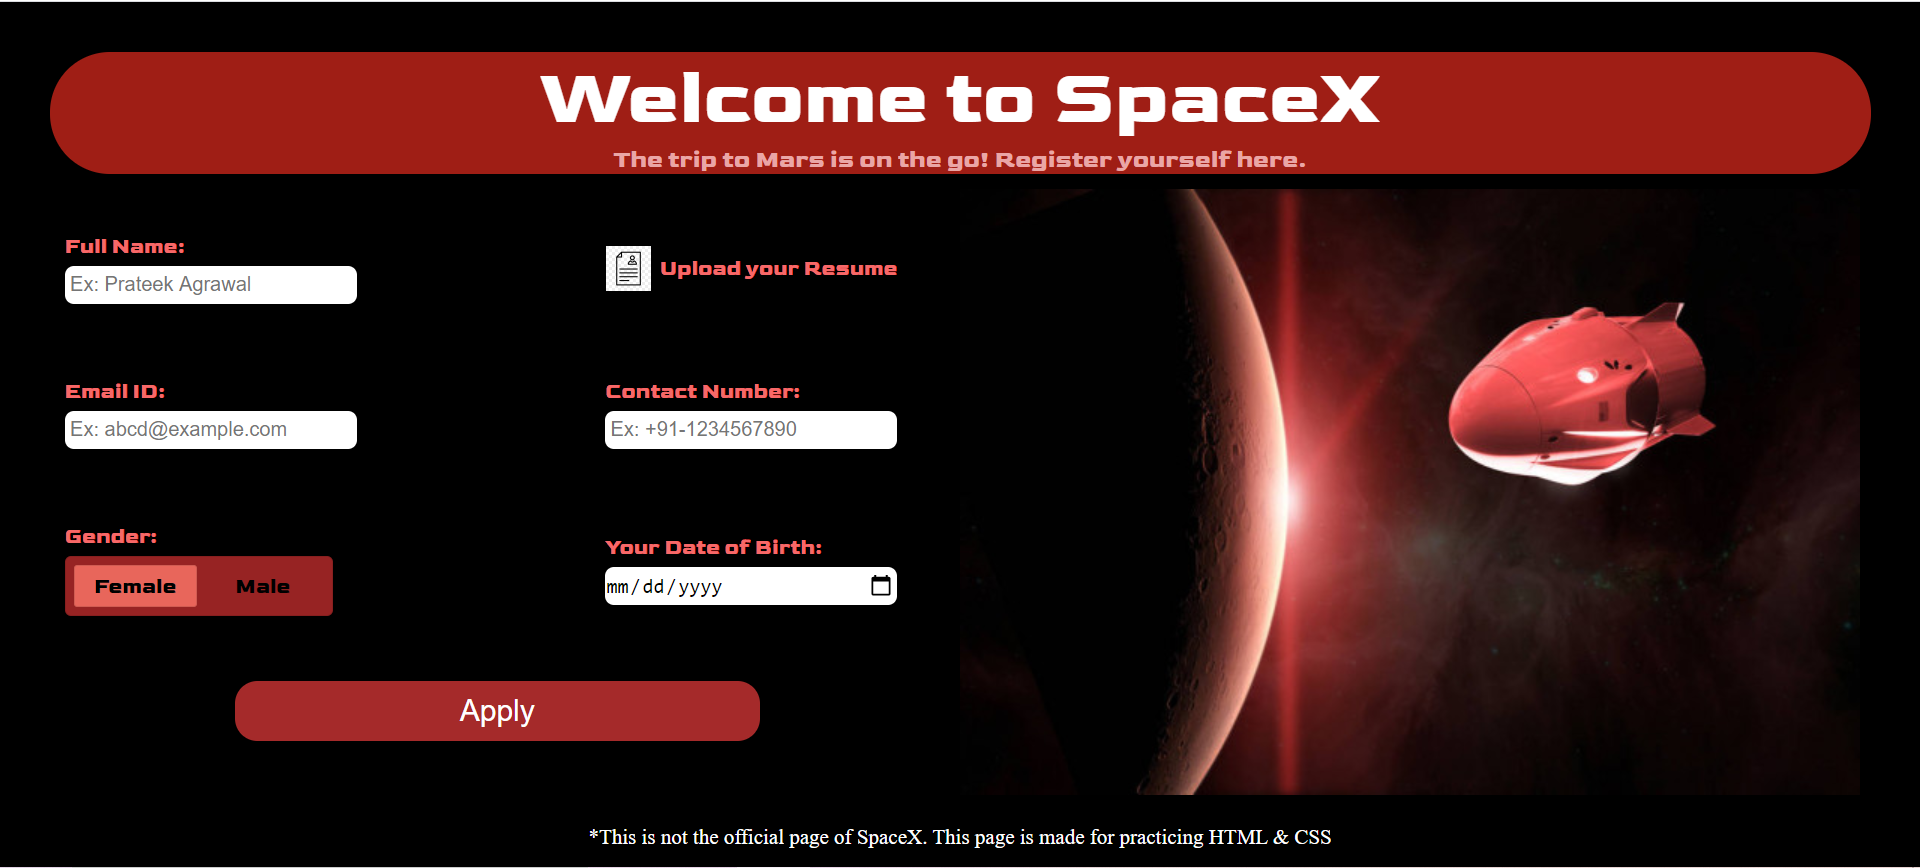 Welcome to SpaceX
The trip to Mars is on the go! Register yourself here.
Full Name:
Ex: Prateek Agrawal
Upload your Resume
Email ID:
Ex: abcd@example.com
Contact Number:
Ex: +91-1234567890
Gender:
Female Male
Your Date of Birth:
mm/dd/yyyy
Apply
*This is not the official page of SpaceX. This page is made for practicing HTML & CSS